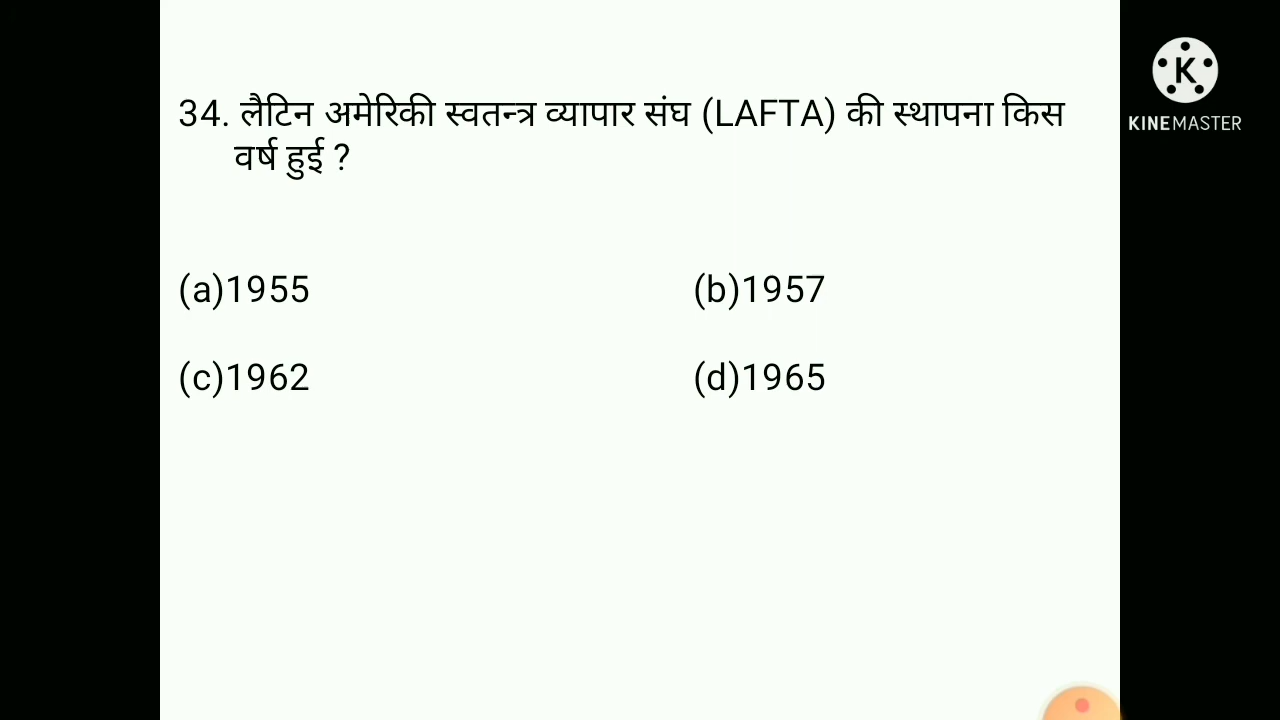 34. लैटिन अमेरिकी स्वतन्त्र व्यापार संघ (LAFTA) की स्थापना किस
वर्ष हुई ?
(a)1955
(b)1957
(c)1962
(d)1965
K
KINEMASTER